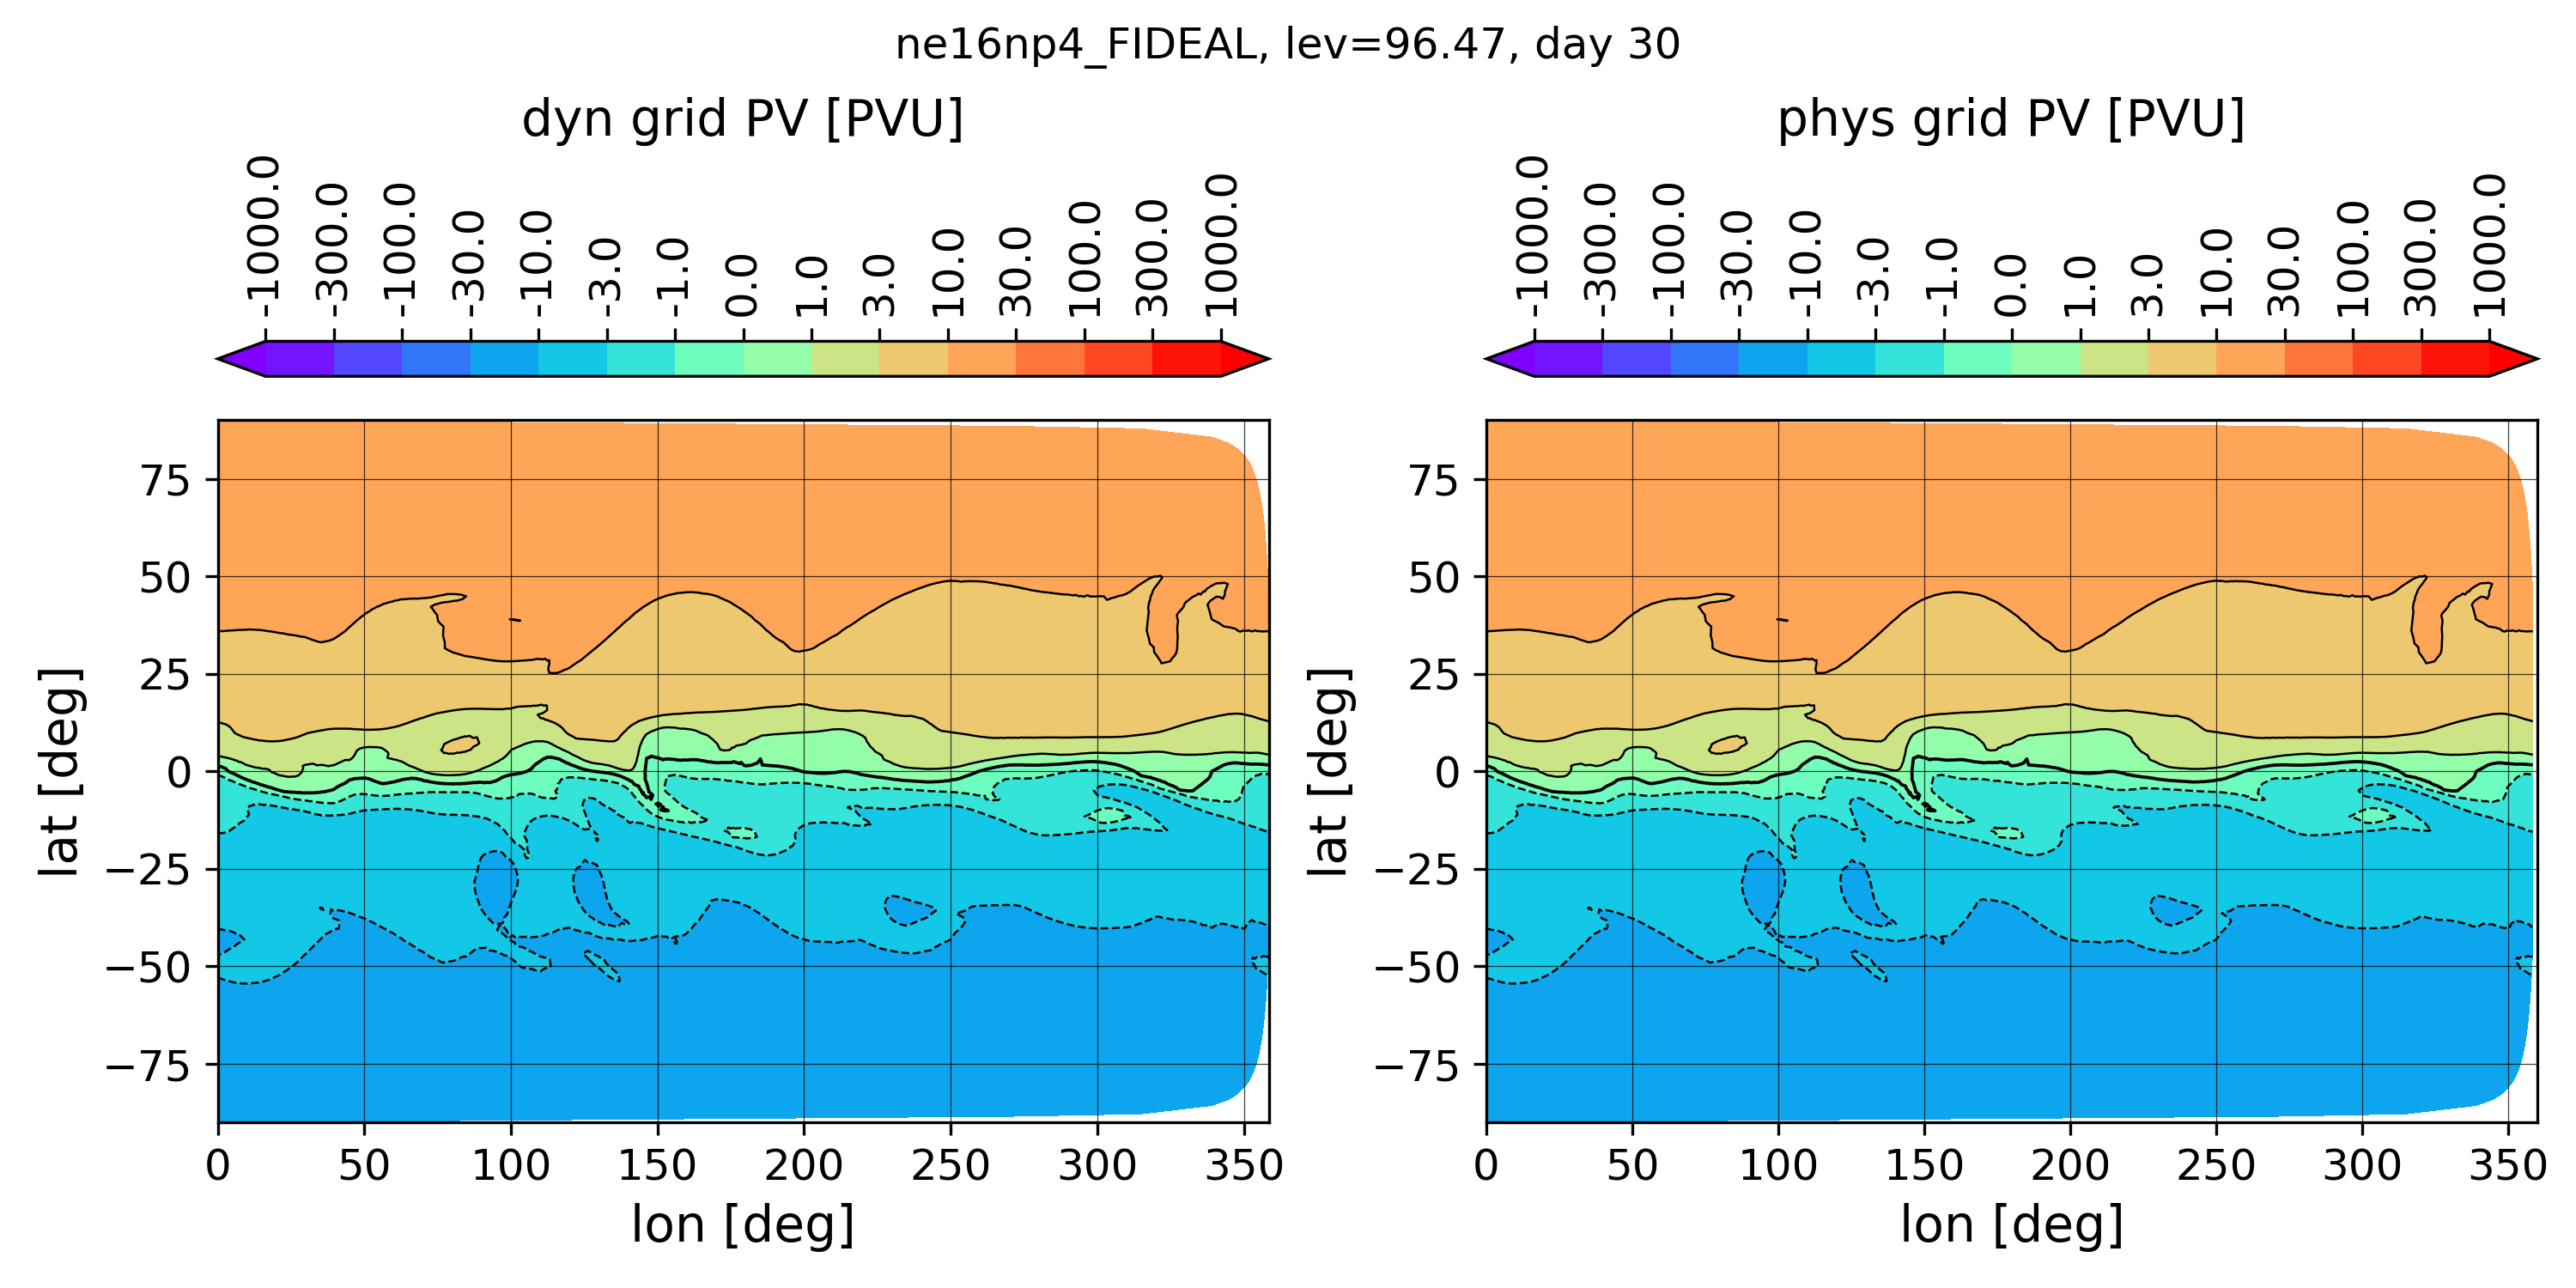 ne16np4_FIDEAL, lev=96.47, day 30
dyn grid PV [PVU]
-1000.0 -300.0 -100.0 -30.0 -10.0 -3.0 -1.0 0.0 1.0 3.0 10.0 30.0 100.0 300.0 1000.0
75
50
25
0
−25
−50
−75
lat [deg]
0 50 100 150 200 250 300 350
lon [deg]
phys grid PV [PVU]
-1000.0 -300.0 -100.0 -30.0 -10.0 -3.0 -1.0 0.0 1.0 3.0 10.0 30.0 100.0 300.0 1000.0
75
50
25
0
−25
−50
−75
lat [deg]
0 50 100 150 200 250 300 350
lon [deg]